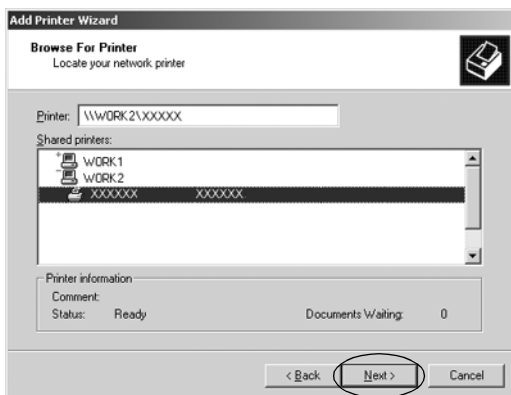 Add Printer Wizard
Browse For Printer
Locate your network printer
Printer: \\WORK2\XXXXX
Shared printers:
WORK1
WORK2
XXXXXX XXXXXX
Printer information
Comment:
Status: Ready Documents Waiting: 0
< Back Next > Cancel